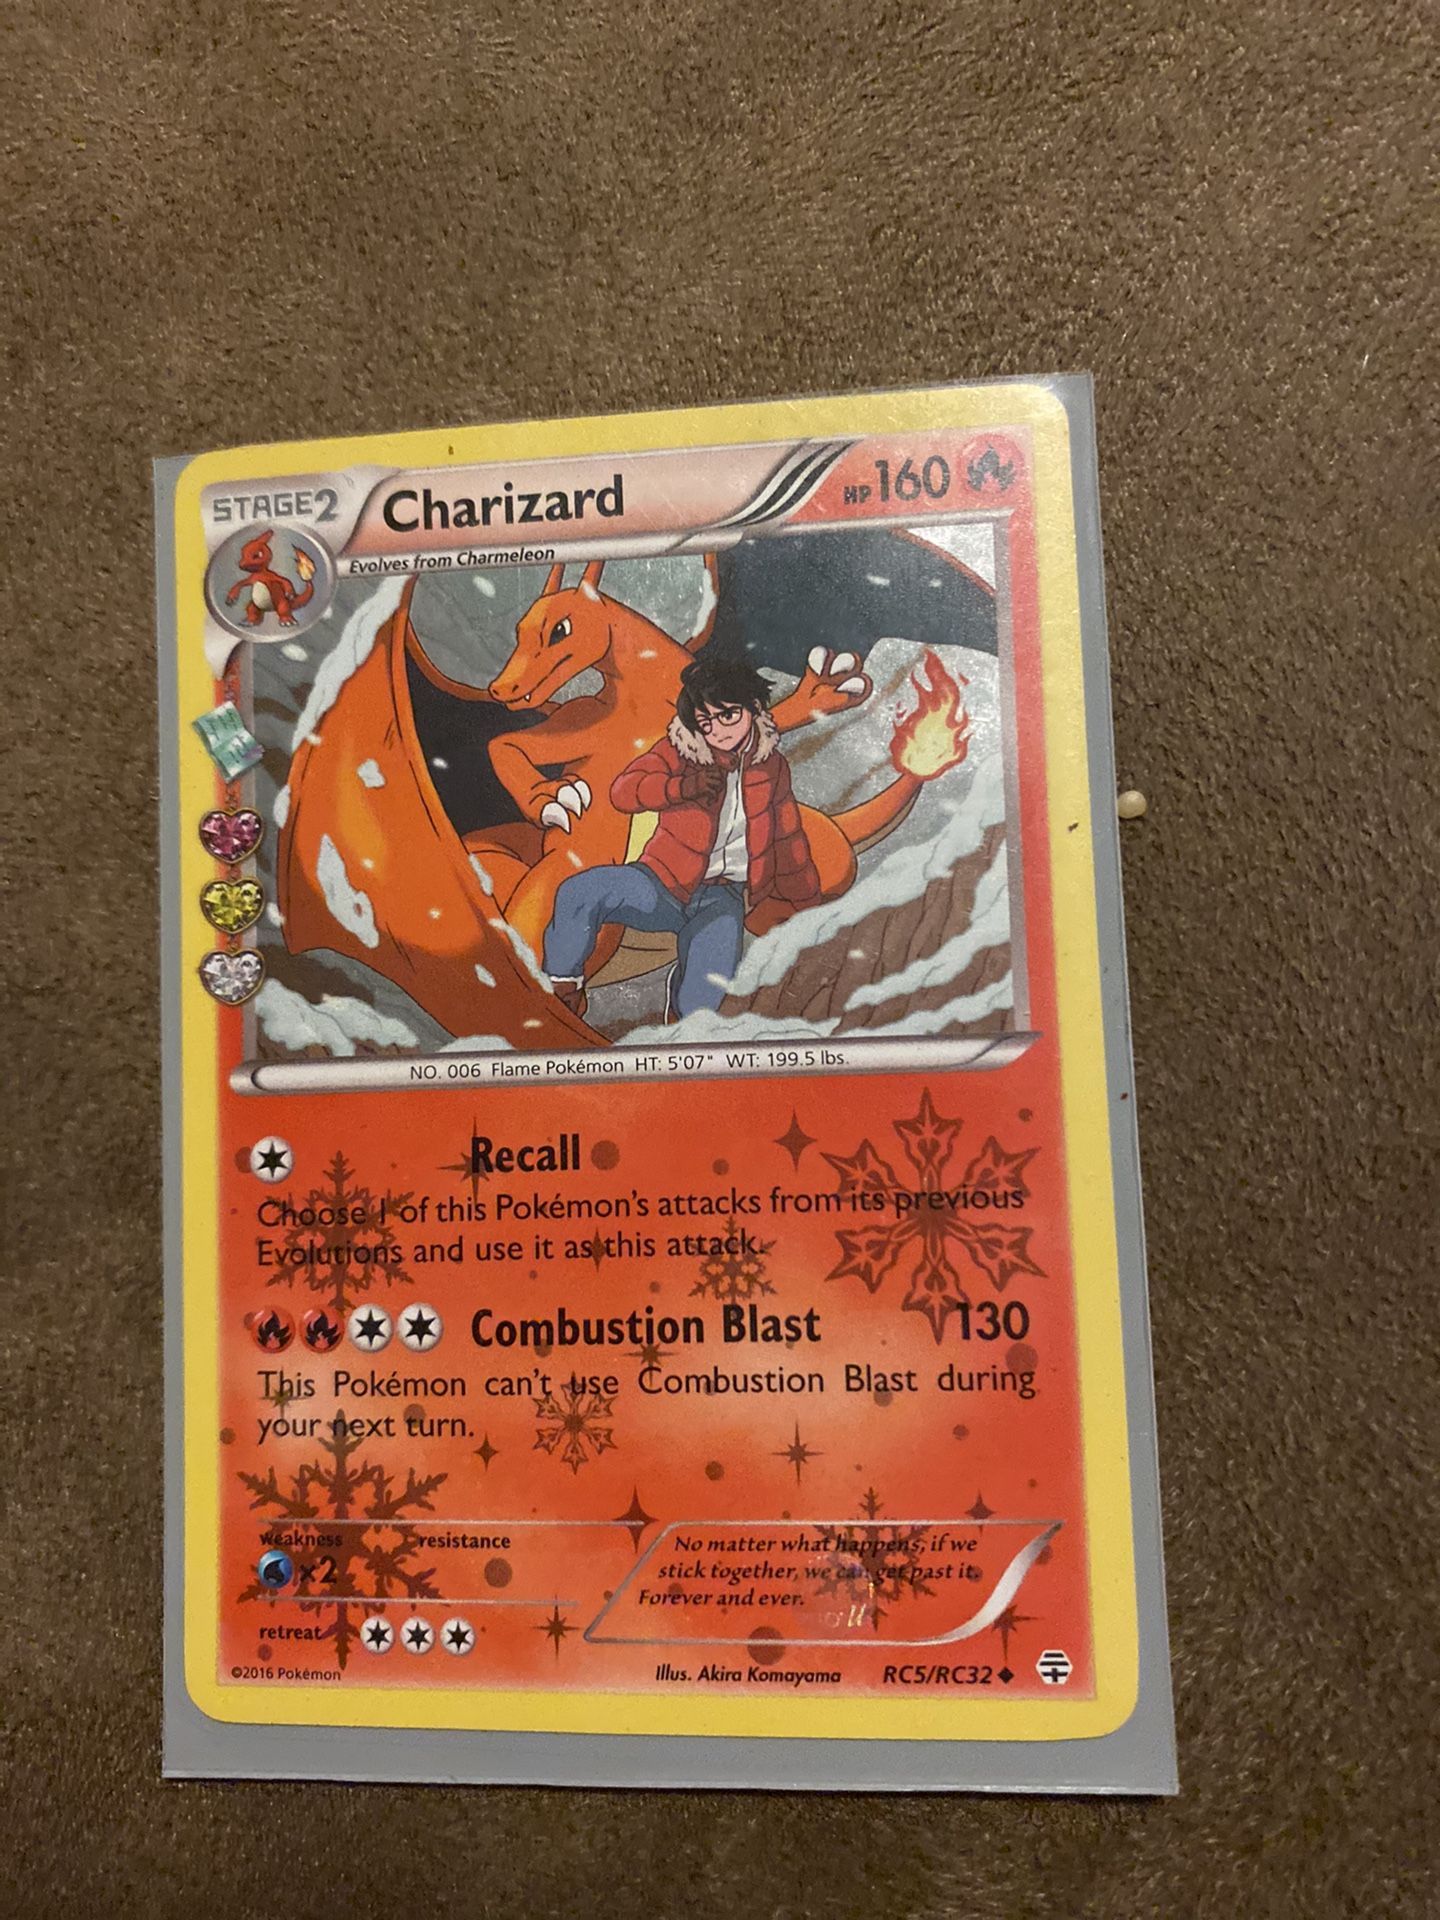 STAGE2
Charizard
HP160
Evolves from Charmeleon
NO. 006 Flame Pokémon HT: 5'07" WT: 199.5 lbs.
Recall
Choose 1 of this Pokémon's attacks from its previous
Evolutions and use it as this attack.
Combustion Blast 130
This Pokémon can't use Combustion Blast during
your next turn.
weakness
resistance
×2
retreat
No matter what happens, if we
stick together, we can get past it.
Forever and ever.
©2016 Pokémon
Illus. Akira Komayama
RC5/RC32